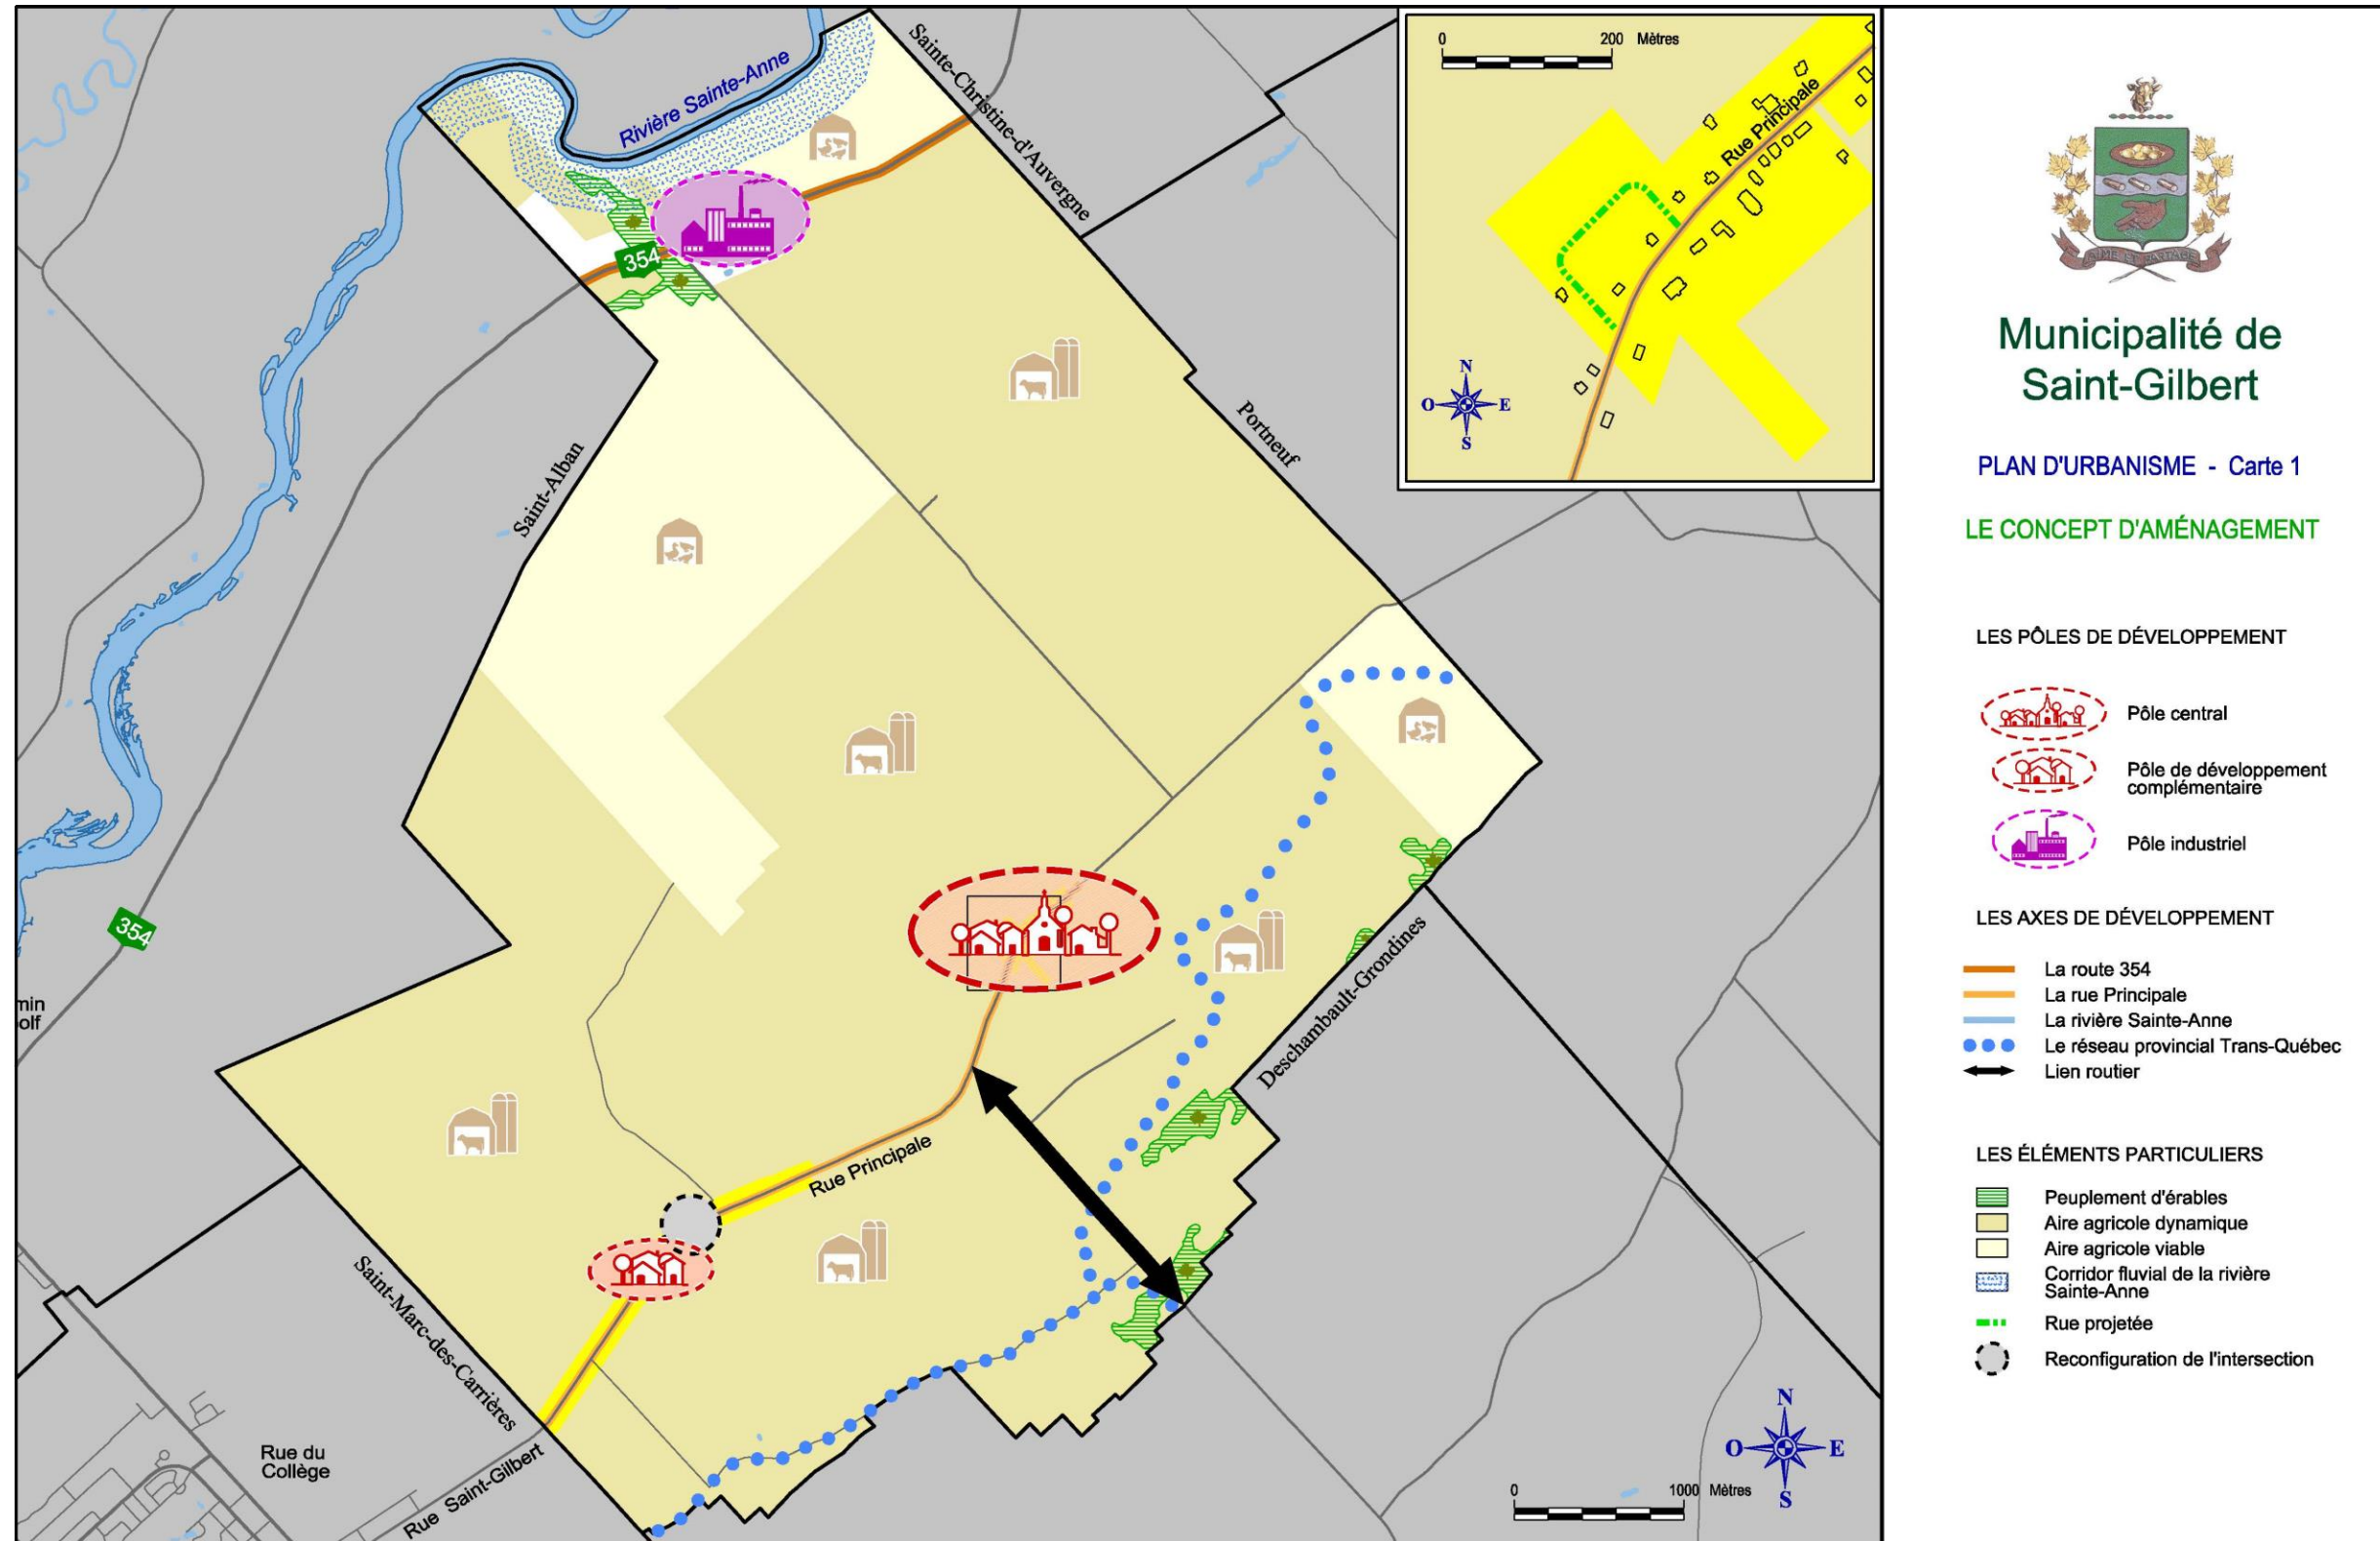 Rivière Sainte-Anne
Sainte-Christine-d'Auvergne
354
Saint-Alban
Portneuf
354
min
olf
Deschambault-Grondines
Rue Principale
Saint-Marc-des-Carrières
Rue du
Collège
Rue Saint-Gilbert
0 1000 Mètres
N
O E
S
0 200 Mètres
Rue Principale
N
O E
S
AIME ET PARTAGE
Municipalité de
Saint-Gilbert
PLAN D'URBANISME - Carte 1
LE CONCEPT D'AMÉNAGEMENT
LES PÔLES DE DÉVELOPPEMENT
Pôle central
Pôle de développement
complémentaire
Pôle industriel
LES AXES DE DÉVELOPPEMENT
La route 354
La rue Principale
La rivière Sainte-Anne
Le réseau provincial Trans-Québec
Lien routier
LES ÉLÉMENTS PARTICULIERS
Peuplement d'érables
Aire agricole dynamique
Aire agricole viable
Corridor fluvial de la rivière
Sainte-Anne
Rue projetée
Reconfiguration de l'intersection